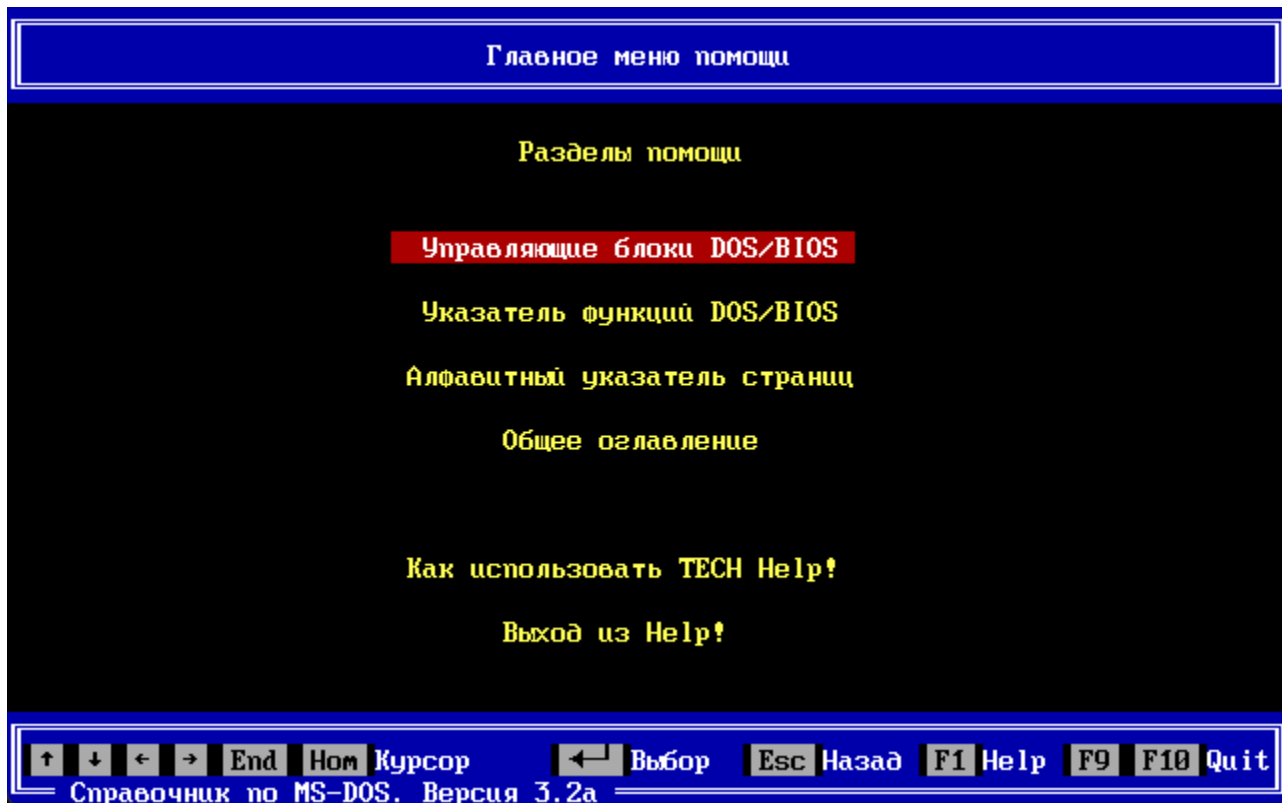 Главное меню помощи
Разделы помощи
Управляющие блоки DOS/BIOS
Указатель функций DOS/BIOS
Алфавитный указатель страниц
Общее оглавление
Как использовать TECH Help!
Выход из Help!
↑ ↓ ← → End Hom Курсор ←┘ Выбор Esc Назад F1 Help F9 F10 Quit
Справочник по MS-DOS. Версия 3.2a